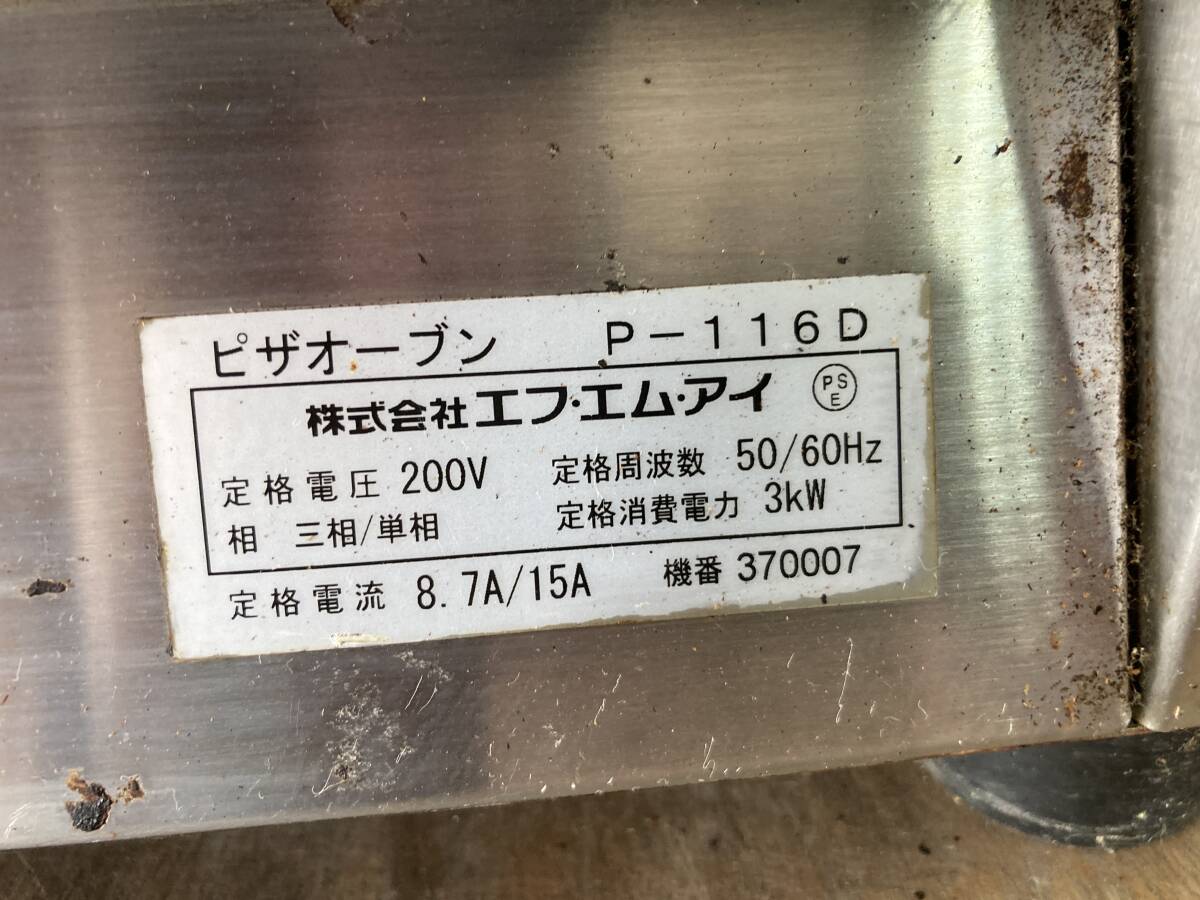 ピザオーブン P-116D
株式会社エフ・エム・アイ PSE
定格電圧 200V 定格周波数 50/60Hz
相 三相/単相 定格消費電力 3kW
定格電流 8.7A/15A 機番 370007